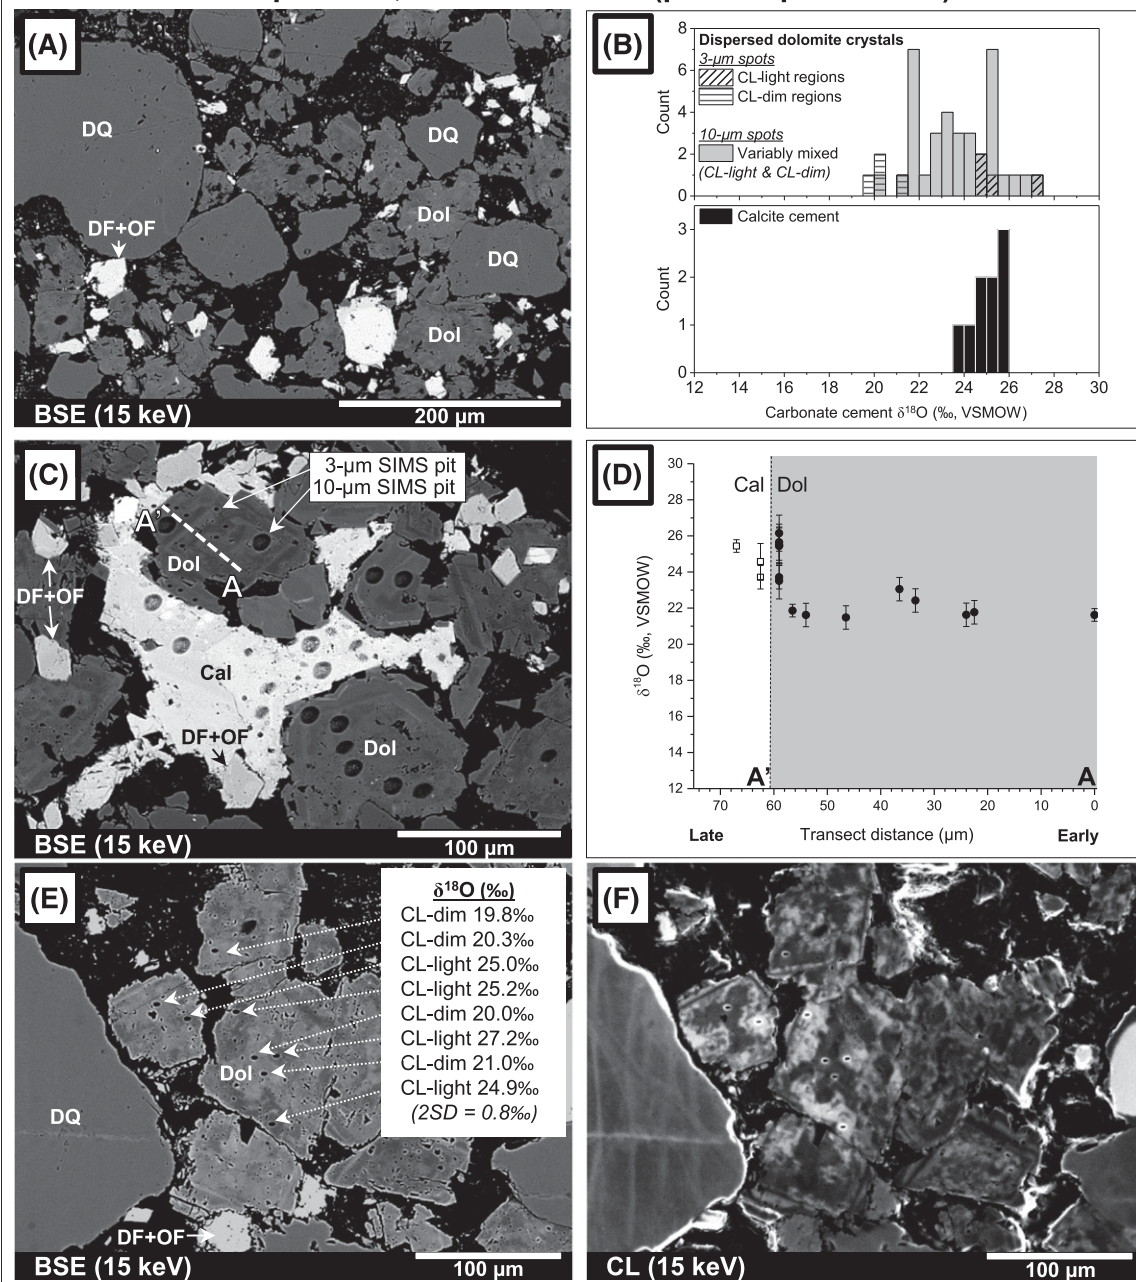 (A)
DQ
DQ
Dol
DF+OF
DQ
Dol
BSE (15 keV)
200 µm
(B)
8
6
4
2
0
Count
Dispersed dolomite crystals
3-µm spots
CL-light regions
CL-dim regions
10-µm spots
Variably mixed
(CL-light & CL-dim)
Calcite cement
3
2
1
0
Count
12 14 16 18 20 22 24 26 28 30
Carbonate cement δ18O (‰, VSMOW)
(C)
3-µm SIMS pit
10-µm SIMS pit
A'
Dol
A
DF+OF
Cal
DF+OF
Dol
BSE (15 keV)
100 µm
(D)
30
28
26
24
22
20
18
16
14
12
δ18O (‰, VSMOW)
Cal Dol
A' A
70 60 50 40 30 20 10 0
Late Transect distance (µm) Early
(E)
δ18O (‰)
CL-dim 19.8‰
CL-dim 20.3‰
CL-light 25.0‰
CL-light 25.2‰
CL-dim 20.0‰
CL-light 27.2‰
CL-dim 21.0‰
CL-light 24.9‰
(2SD = 0.8‰)
Dol
DQ
DF+OF
BSE (15 keV)
100 µm
(F)
CL (15 keV)
100 µm